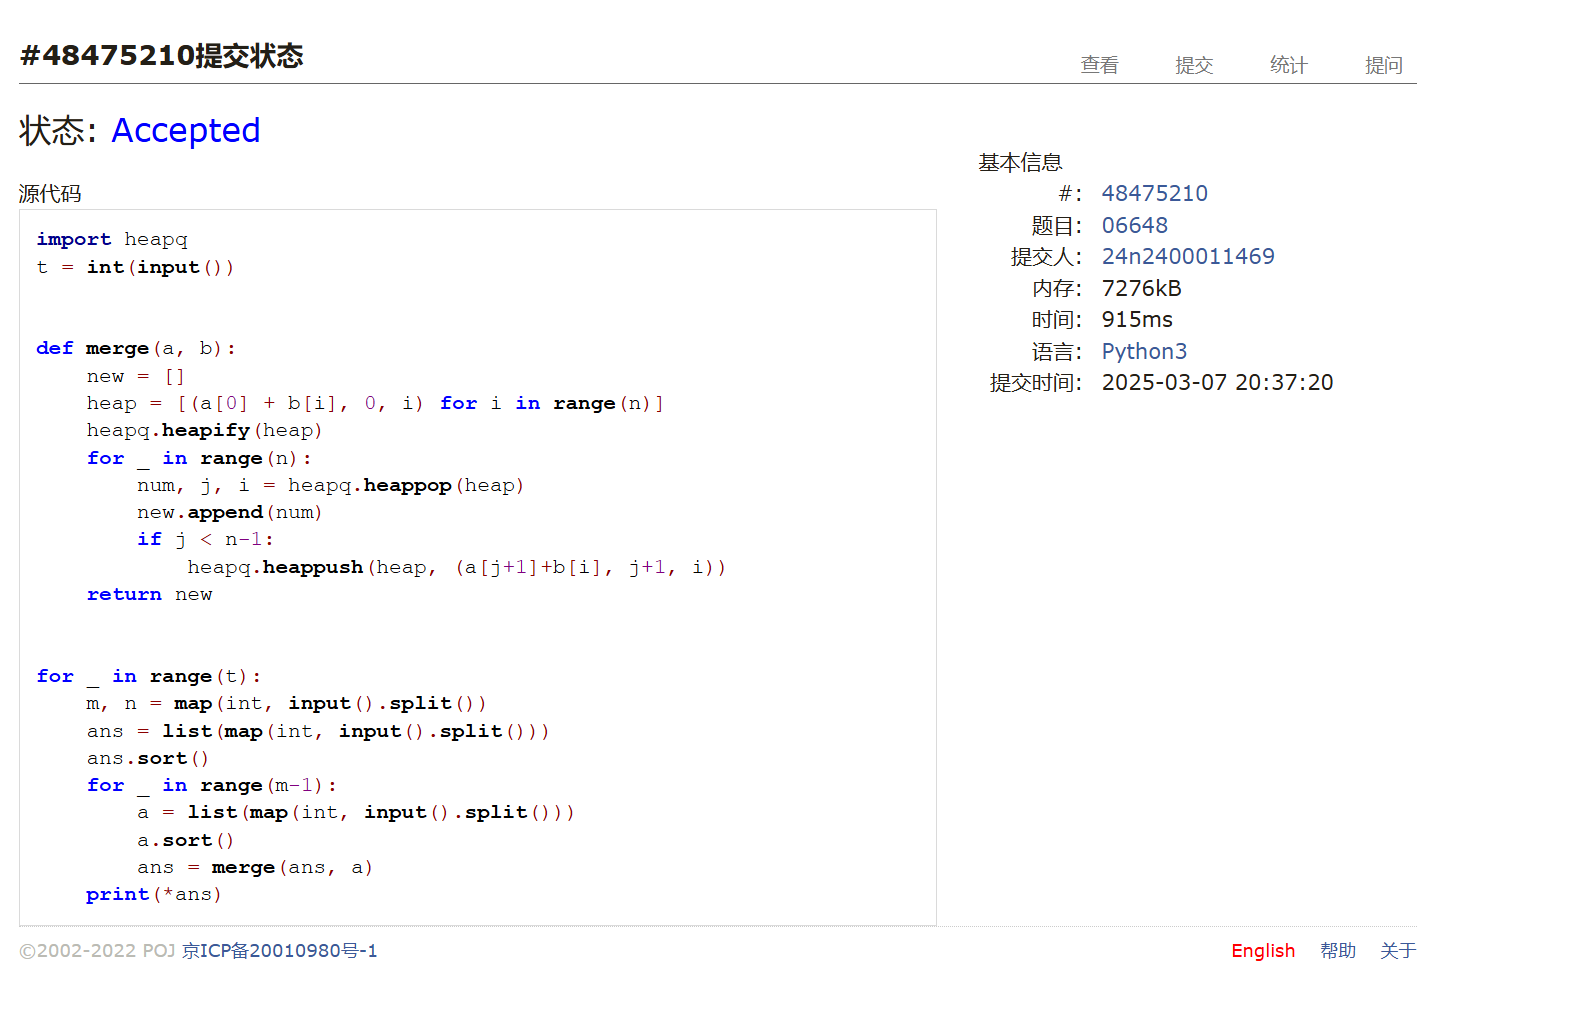 #48475210提交状态
查看 提交 统计 提问
状态: Accepted
源代码
import heapq
t = int(input())
def merge(a, b):
    new = []
    heap = [(a[0] + b[i], 0, i) for i in range(n)]
    heapq.heapify(heap)
    for _ in range(n):
        num, j, i = heapq.heappop(heap)
        new.append(num)
        if j < n-1:
            heapq.heappush(heap, (a[j+1]+b[i], j+1, i))
    return new
for _ in range(t):
    m, n = map(int, input().split())
    ans = list(map(int, input().split()))
    ans.sort()
    for _ in range(m-1):
        a = list(map(int, input().split()))
        a.sort()
        ans = merge(ans, a)
    print(*ans)
基本信息
#: 48475210
题目: 06648
提交人: 24n2400011469
内存: 7276kB
时间: 915ms
语言: Python3
提交时间: 2025-03-07 20:37:20
©2002-2022 POJ 京ICP备20010980号-1
English 帮助 关于